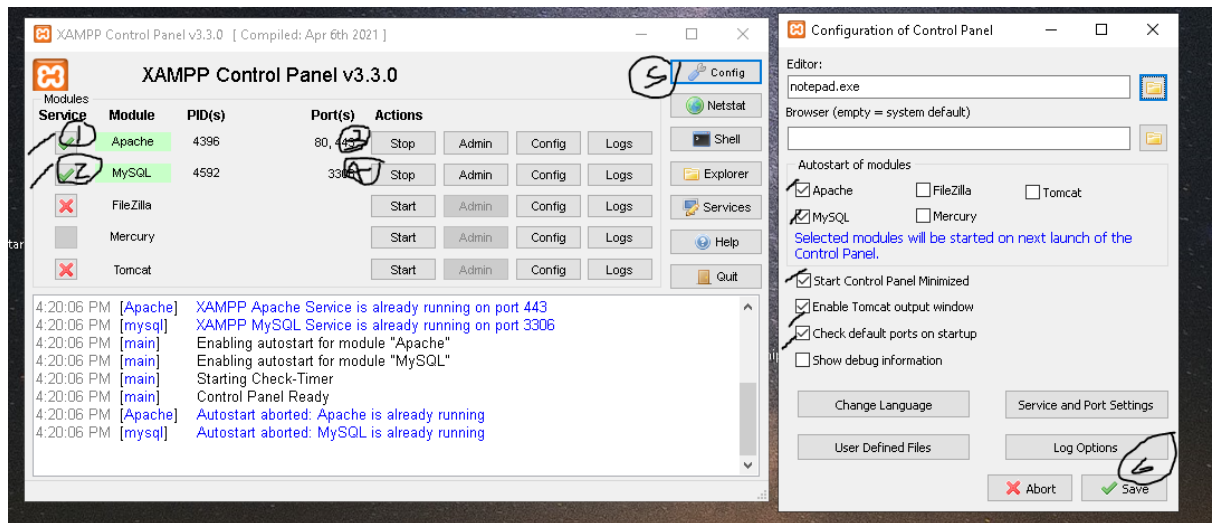 XAMPP Control Panel v3.3.0 [ Compiled: Apr 6th 2021 ]
XAMPP Control Panel v3.3.0
5
Config
Modules
Service Module PID(s) Port(s) Actions
1 Apache 4396 80, 443 3 Stop Admin Config Logs
2 MySQL 4592 3306 Stop Admin Config Logs
FileZilla Start Admin Config Logs
Mercury Start Admin Config Logs
Tomcat Start Admin Config Logs
Netstat
Shell
Explorer
Services
Help
Quit
4:20:06 PM [Apache] XAMPP Apache Service is already running on port 443
4:20:06 PM [mysql] XAMPP MySQL Service is already running on port 3306
4:20:06 PM [main] Enabling autostart for module "Apache"
4:20:06 PM [main] Enabling autostart for module "MySQL"
4:20:06 PM [main] Starting Check-Timer
4:20:06 PM [main] Control Panel Ready
4:20:06 PM [Apache] Autostart aborted: Apache is already running
4:20:06 PM [mysql] Autostart aborted: MySQL is already running
Configuration of Control Panel
Editor:
notepad.exe
Browser (empty = system default)
Autostart of modules
Apache FileZilla Tomcat
MySQL Mercury
Selected modules will be started on next launch of the
Control Panel.
Start Control Panel Minimized
Enable Tomcat output window
Check default ports on startup
Show debug information
Change Language Service and Port Settings
User Defined Files Log Options
6
Abort Save